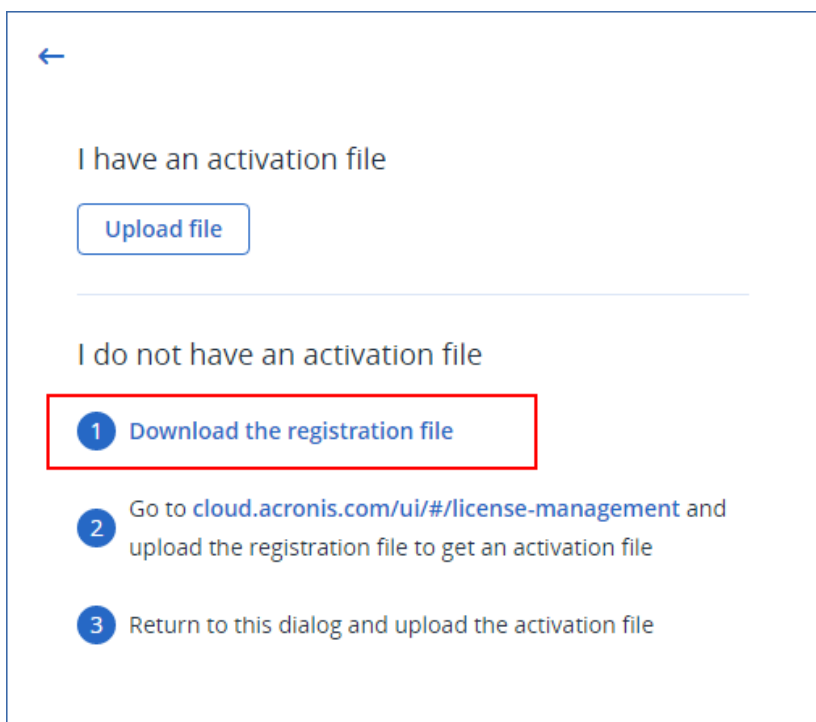 I have an activation file
Upload file
I do not have an activation file
1 Download the registration file
2 Go to cloud.acronis.com/ui/#/license-management and
upload the registration file to get an activation file
3 Return to this dialog and upload the activation file